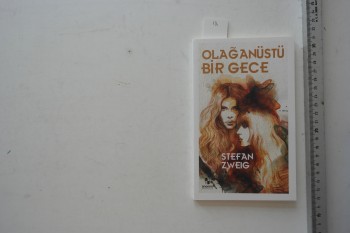 OLAĞANÜSTÜ
BİR GECE
STEFAN
ZWEIG